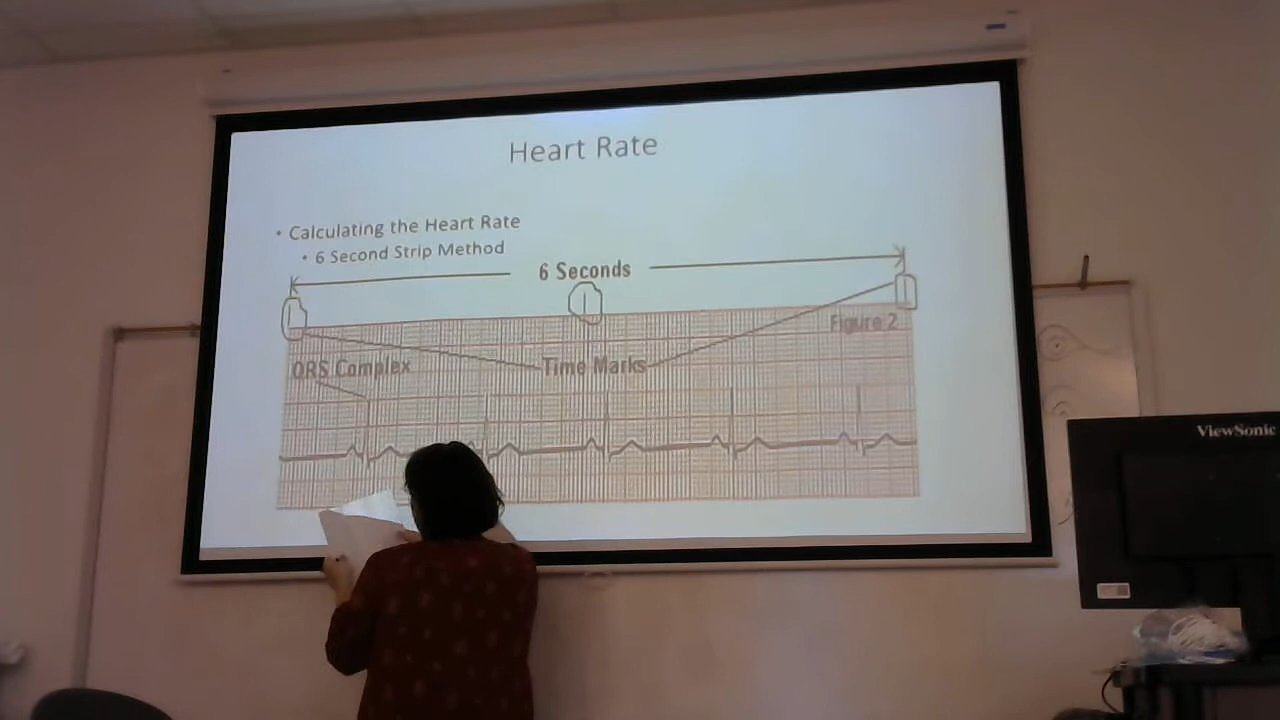 Heart Rate
• Calculating the Heart Rate
• 6 Second Strip Method
6 Seconds
Figure 2
QRS Complex
Time Marks
ViewSonic